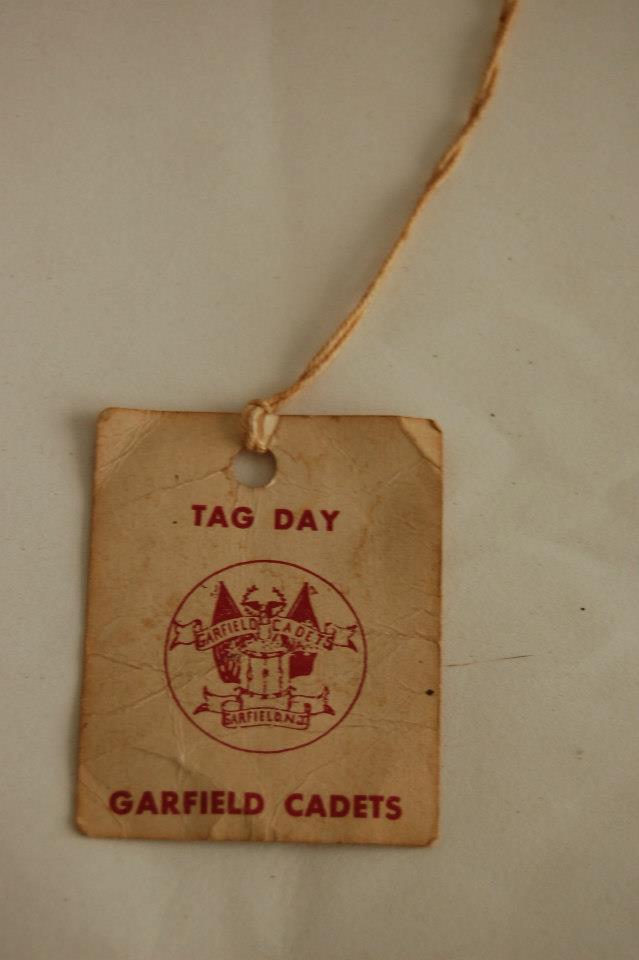 TAG DAY
GARFIELD CADETS
GARFIELD, N.J.
GARFIELD CADETS